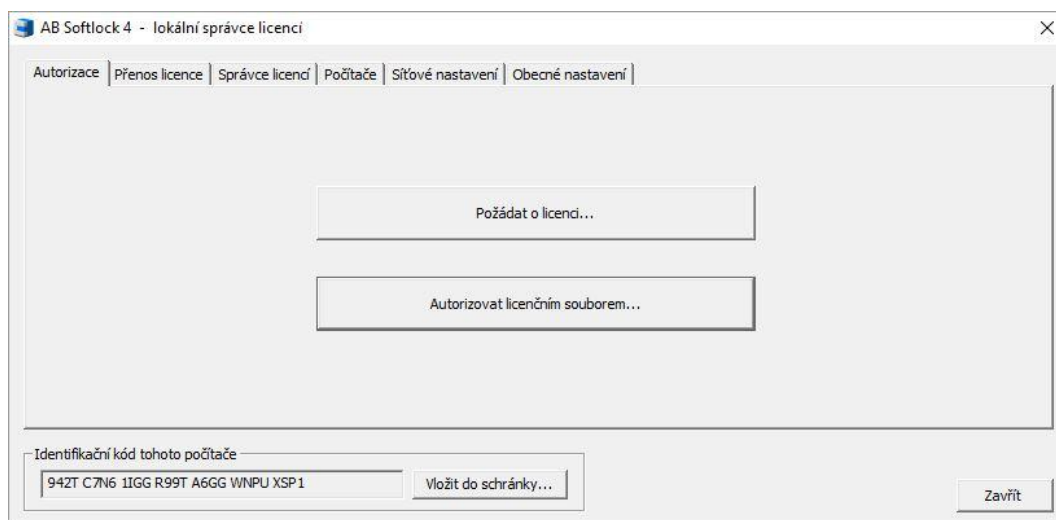 AB Softlock 4 - lokální správce licencí
Autorizace Přenos licence Správce licencí Počítače Síťové nastavení Obecné nastavení
Požádat o licenci...
Autorizovat licenčním souborem...
Identifikační kód tohoto počítače
942T C7N6 1IGG R99T A6GG WNPU XSP1 Vložit do schránky...
Zavřít